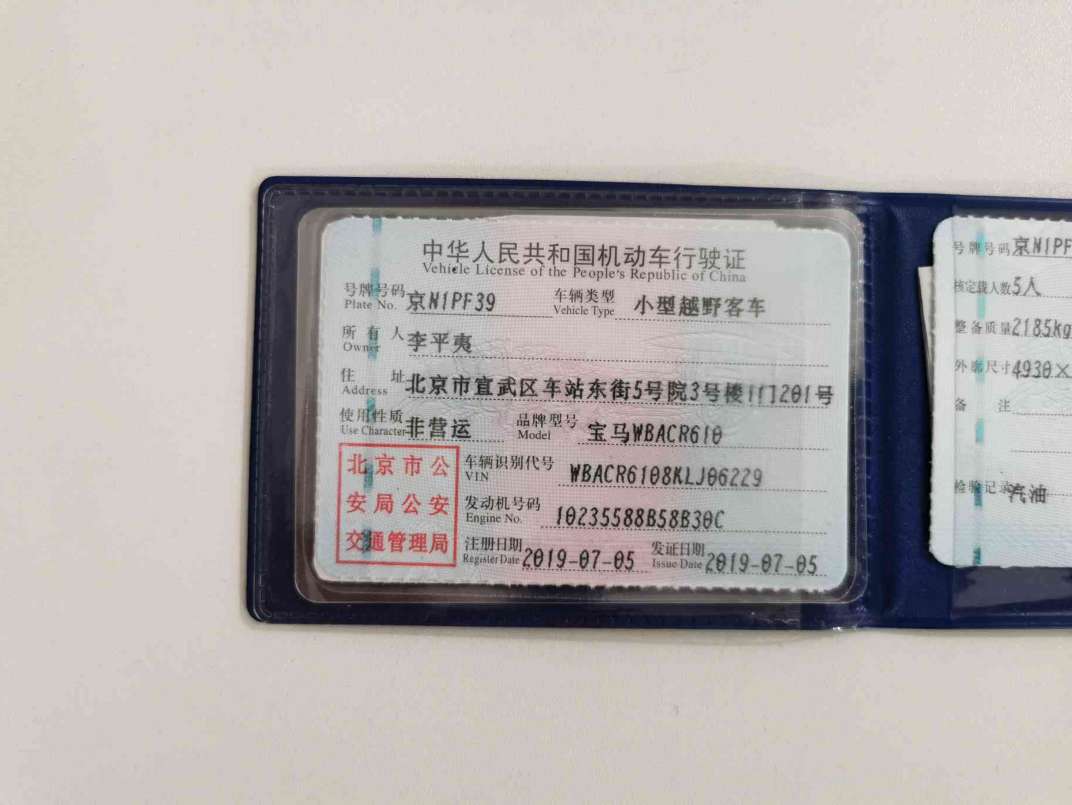 中华人民共和国机动车行驶证
Vehicle License of the People's Republic of China
号牌号码 京N1PF39 车辆类型 小型越野客车
Plate No. Vehicle Type
所有人 李平夷
Owner
住址 北京市宣武区车站东街5号院3号楼1门201号
Address
使用性质 非营运 品牌型号 宝马WBACR610
Use Character Model
北京市公
安局公安
交通管理局
车辆识别代号 WBACR6108KLJ06229
VIN
发动机号码 10235588B58B30C
Engine No.
注册日期 2019-07-05 发证日期 2019-07-05
Register Date Issue Date
号牌号码 京N1PF
核定载人数 5人
整备质量 2185kg
外廓尺寸 4930×
备注
检验记录 汽油